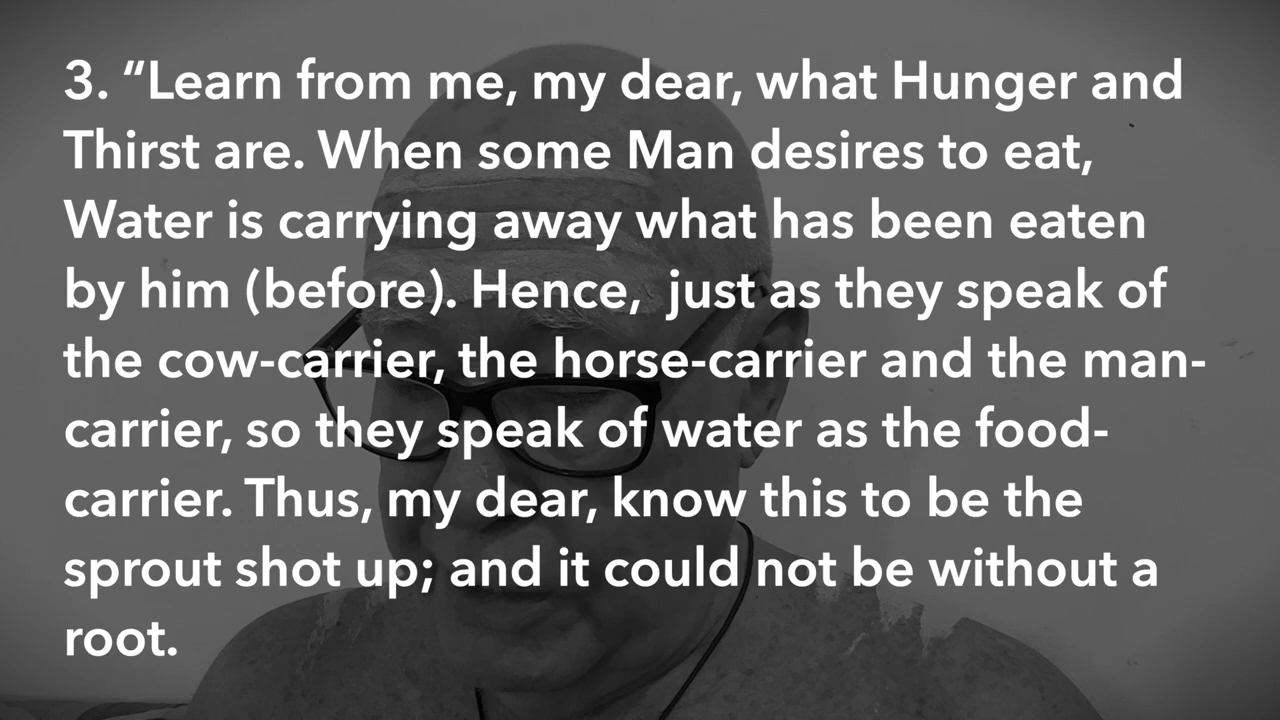 3. “Learn from me, my dear, what Hunger and
Thirst are. When some Man desires to eat,
Water is carrying away what has been eaten
by him (before). Hence,  just as they speak of
the cow-carrier, the horse-carrier and the man-
carrier, so they speak of water as the food-
carrier. Thus, my dear, know this to be the
sprout shot up; and it could not be without a
root.